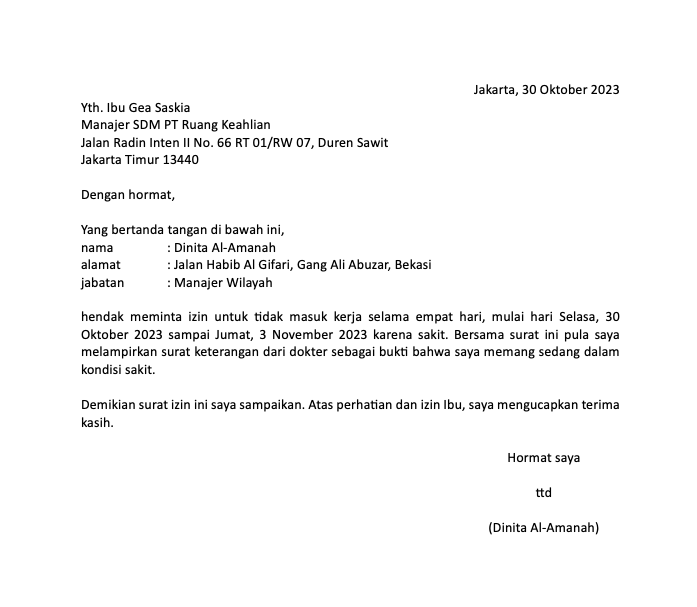 Jakarta, 30 Oktober 2023
Yth. Ibu Gea Saskia
Manajer SDM PT Ruang Keahlian
Jalan Radin Inten II No. 66 RT 01/RW 07, Duren Sawit
Jakarta Timur 13440
Dengan hormat,
Yang bertanda tangan di bawah ini,
nama : Dinita Al-Amanah
alamat : Jalan Habib Al Gifari, Gang Ali Abuzar, Bekasi
jabatan : Manajer Wilayah
hendak meminta izin untuk tidak masuk kerja selama empat hari, mulai hari Selasa, 30
Oktober 2023 sampai Jumat, 3 November 2023 karena sakit. Bersama surat ini pula saya
melampirkan surat keterangan dari dokter sebagai bukti bahwa saya memang sedang dalam
kondisi sakit.
Demikian surat izin ini saya sampaikan. Atas perhatian dan izin Ibu, saya mengucapkan terima
kasih.
Hormat saya
ttd
(Dinita Al-Amanah)